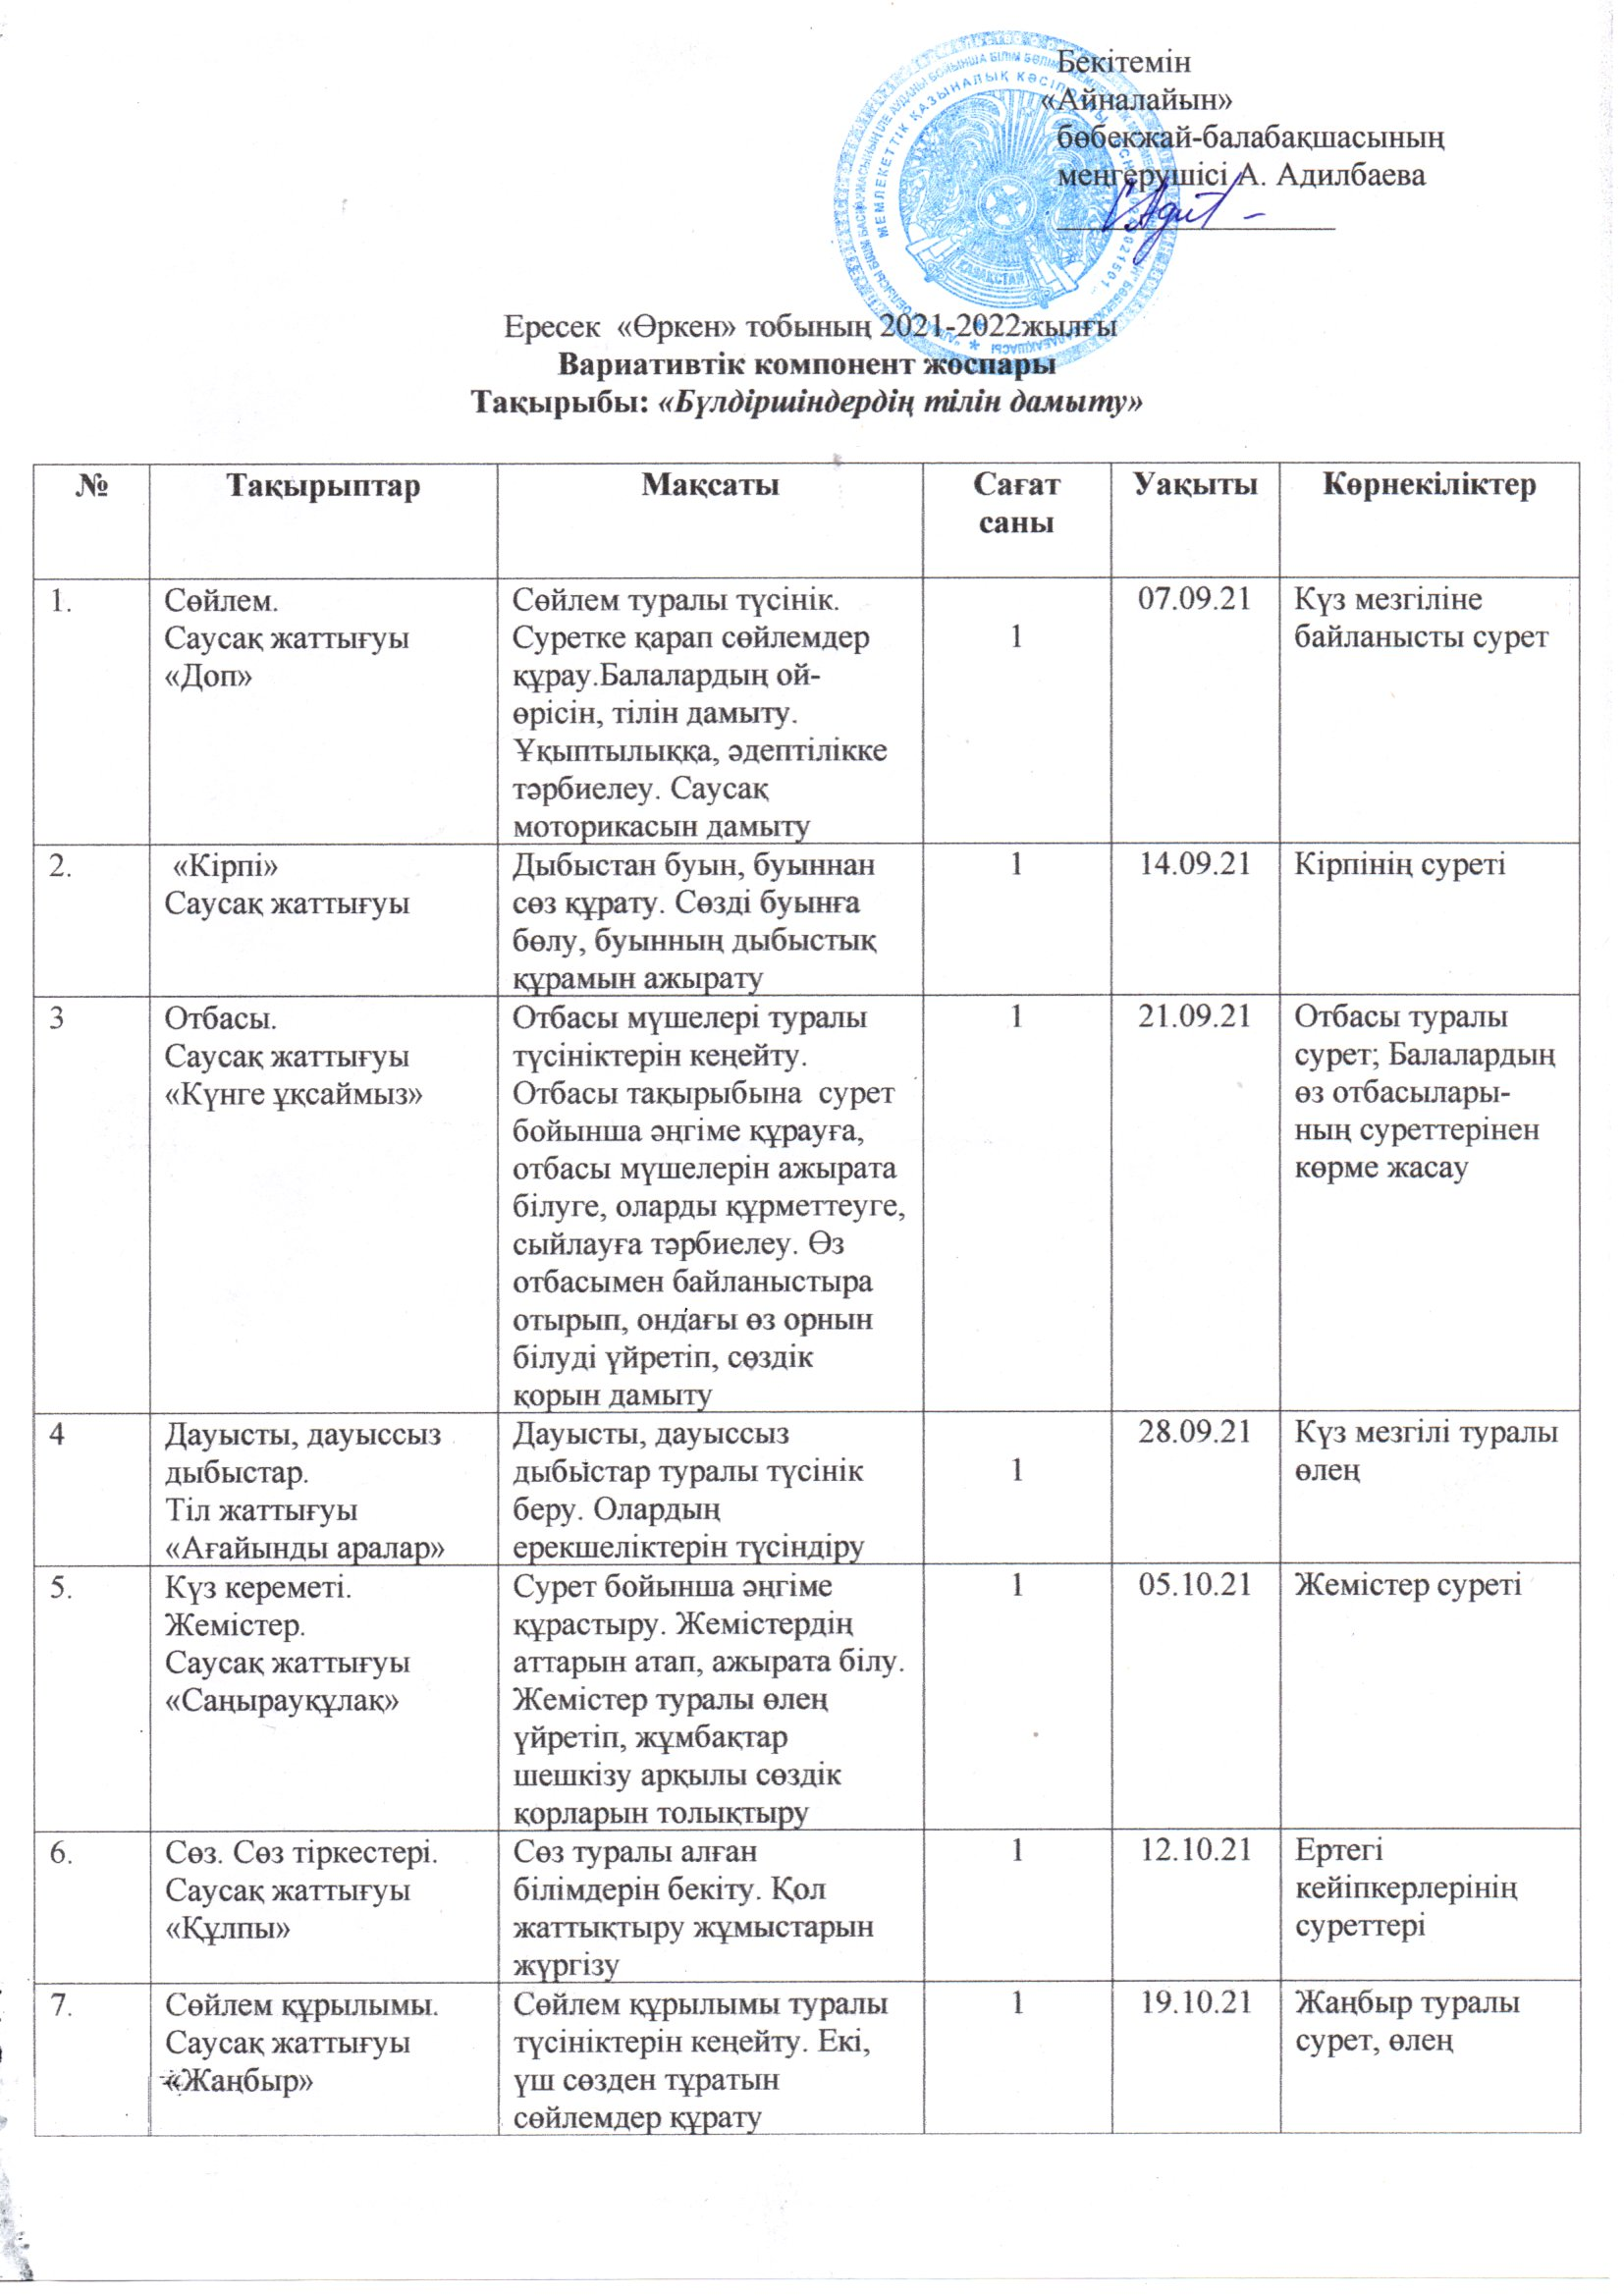 Бекітемін
«Айналайын»
бөбекжай-балабақшасының
меңгерушісі А. Адилбаева
МЕМЛЕКЕТТІК ҚАЗЫНАЛЫҚ
ҚАЗАҚСТАН
Ересек «Өркен» тобының 2021-2022жылғы
Вариативтік компонент жоспары
Тақырыбы: «Бүлдіршіндердің тілін дамыту»
№
Тақырыптар
Мақсаты
Сағат
саны
Уақыты
Көрнекіліктер
1.
Сөйлем.
Саусақ жаттығуы
«Доп»
Сөйлем туралы түсінік.
Суретке қарап сөйлемдер
құрау.Балалардың ой-
өрісін, тілін дамыту.
Ұқыптылыққа, әдептілікке
тәрбиелеу. Саусақ
моторикасын дамыту
1
07.09.21
Күз мезгіліне
байланысты сурет
2.
«Кірпі»
Саусақ жаттығуы
Дыбыстан буын, буыннан
сөз құрату. Сөзді буынға
бөлу, буынның дыбыстық
құрамын ажырату
1
14.09.21
Кірпінің суреті
3
Отбасы.
Саусақ жаттығуы
«Күнге ұқсаймыз»
Отбасы мүшелері туралы
түсініктерін кеңейту.
Отбасы тақырыбына сурет
бойынша әңгіме құрауға,
отбасы мүшелерін ажырата
білуге, оларды құрметтеуге,
сыйлауға тәрбиелеу. Өз
отбасымен байланыстыра
отырып, ондағы өз орнын
білуді үйретіп, сөздік
қорын дамыту
1
21.09.21
Отбасы туралы
сурет; Балалардың
өз отбасылары-
ның суреттерінен
көрме жасау
4
Дауысты, дауыссыз
дыбыстар.
Тіл жаттығуы
«Ағайынды аралар»
Дауысты, дауыссыз
дыбыстар туралы түсінік
беру. Олардың
ерекшеліктерін түсіндіру
1
28.09.21
Күз мезгілі туралы
өлең
5.
Күз кереметі.
Жемістер.
Саусақ жаттығуы
«Саңырауқұлақ»
Сурет бойынша әңгіме
құрастыру. Жемістердің
аттарын атап, ажырата білу.
Жемістер туралы өлең
үйретіп, жұмбақтар
шешкізу арқылы сөздік
қорларын толықтыру
1
05.10.21
Жемістер суреті
6.
Сөз. Сөз тіркестері.
Саусақ жаттығуы
«Құлпы»
Сөз туралы алған
білімдерін бекіту. Қол
жаттықтыру жұмыстарын
жүргізу
1
12.10.21
Ертегі
кейіпкерлерінің
суреттері
7.
Сөйлем құрылымы.
Саусақ жаттығуы
«Жаңбыр»
Сөйлем құрылымы туралы
түсініктерін кеңейту. Екі,
үш сөзден тұратын
сөйлемдер құрату
1
19.10.21
Жаңбыр туралы
сурет, өлең